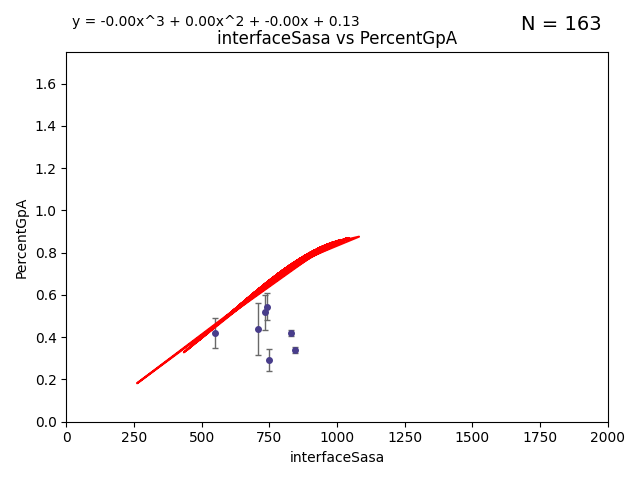 y = -0.00x^3 + 0.00x^2 + -0.00x + 0.13
N = 163
interfaceSasa vs PercentGpA
1.6
1.4
1.2
1.0
0.8
0.6
0.4
0.2
0.0
PercentGpA
0 250 500 750 1000 1250 1500 1750 2000
interfaceSasa